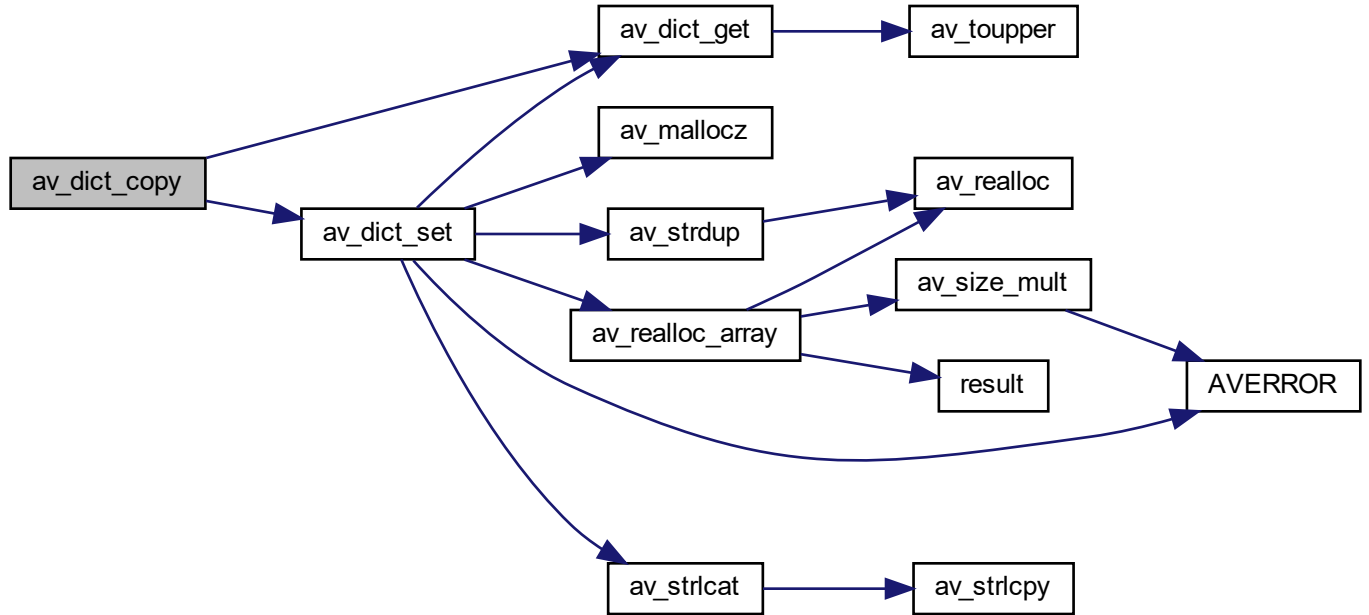 av_dict_get
av_toupper
av_mallocz
av_dict_copy
av_realloc
av_dict_set
av_strdup
av_size_mult
av_realloc_array
result
AVERROR
av_strlcat
av_strlcpy